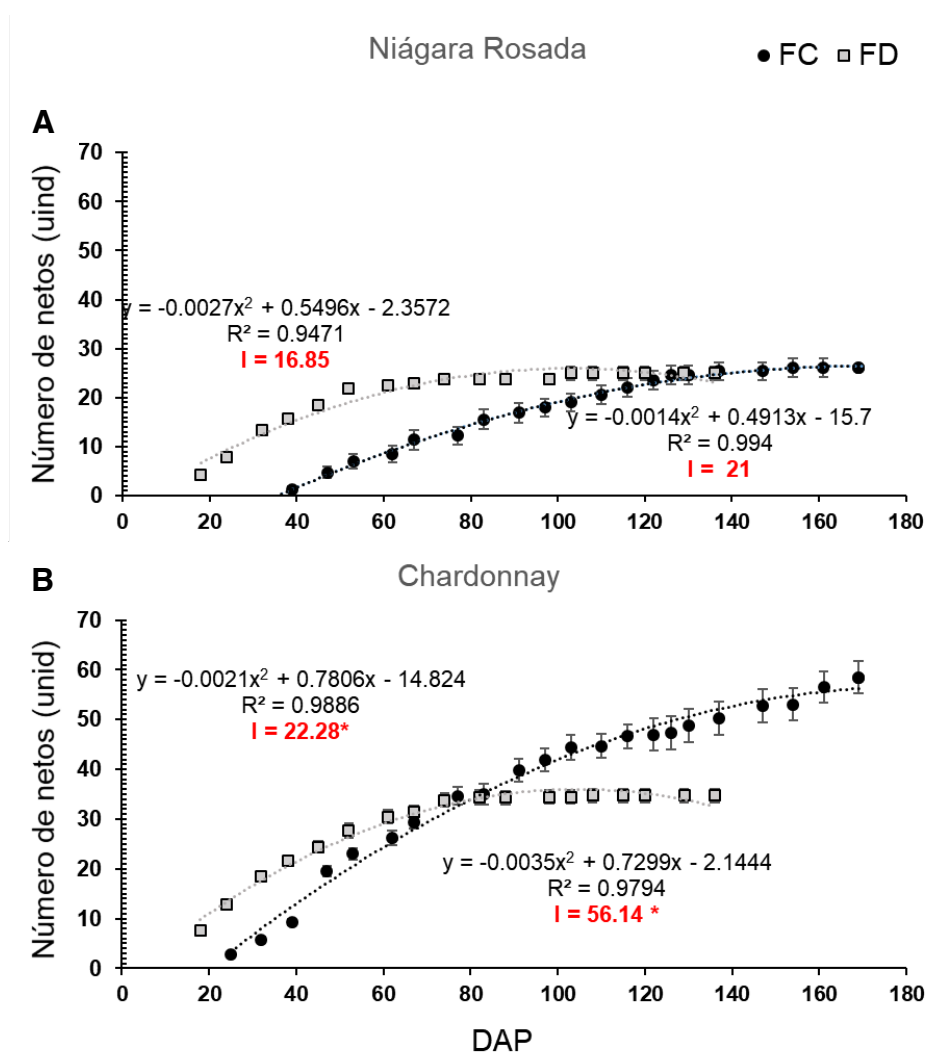 Niágara Rosada
FC FD
A
Número de netos (uind)
70
60
50
40
30
20
10
0
y = -0.0027x² + 0.5496x - 2.3572
R² = 0.9471
I = 16.85
y = -0.0014x² + 0.4913x - 15.7
R² = 0.994
I = 21
0 20 40 60 80 100 120 140 160 180
B
Chardonnay
Número de netos (unid)
70
60
50
40
30
20
10
0
y = -0.0021x² + 0.7806x - 14.824
R² = 0.9886
I = 22.28*
y = -0.0035x² + 0.7299x - 2.1444
R² = 0.9794
I = 56.14 *
0 20 40 60 80 100 120 140 160 180
DAP